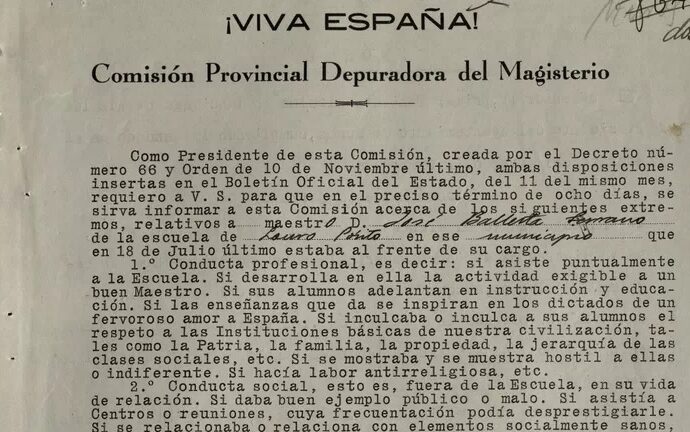 ¡VIVA ESPAÑA!
Comisión Provincial Depuradora del Magisterio
Como Presidente de esta Comisión, creada por el Decreto nú-
mero 66 y Orden de 10 de Noviembre último, ambas disposiciones
insertas en el Boletín Oficial del Estado, del 11 del mismo mes,
requiero a V. S. para que en el preciso término de ocho días, se
sirva informar a esta Comisión acerca de los siguientes extre-
mos, relativos a maestro D. José Ballesta Serrano
de la escuela de Lauro en ese municipio que
en 18 de Julio último estaba al frente de su cargo.
1.º Conducta profesional, es decir: si asiste puntualmente
a la Escuela. Si desarrolla en ella la actividad exigible a un
buen Maestro. Si sus alumnos adelantan en instrucción y educa-
ción. Si las enseñanzas que da se inspiran en los dictados de un
fervoroso amor a España. Si inculcaba o inculca a sus alumnos el
respeto a las Instituciones básicas de nuestra civilización, ta-
les como la Patria, la familia, la propiedad, la jerarquía de las
clases sociales, etc. Si se mostraba y se muestra hostil a ellas
o indiferente. Si hacía labor antirreligiosa, etc.
2.º Conducta social, esto es, fuera de la Escuela, en su vida
de relación. Si daba buen ejemplo público o malo. Si asistía a
Centros o reuniones, cuya frecuentación podía desprestigiarle.
Si se relacionaba o relaciona con elementos socialmente sanos,